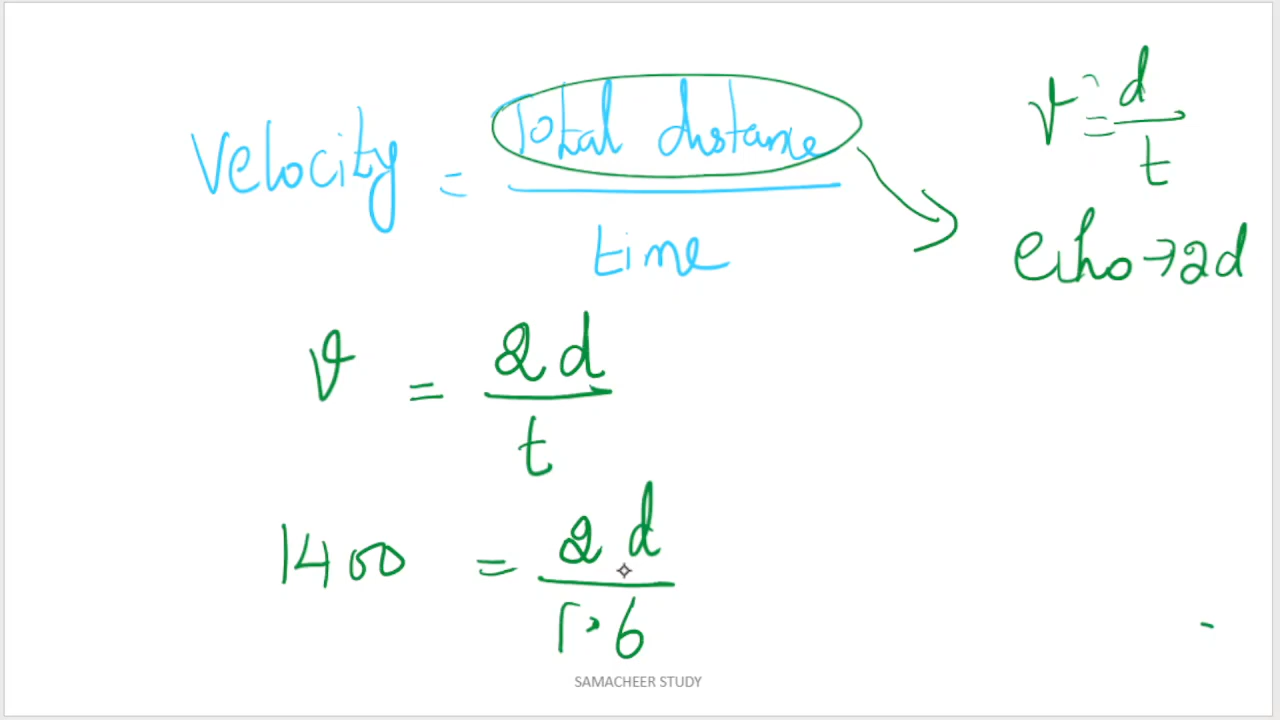 Velocity = Total distance / time
v = d / t
echo → 2d
v = 2d / t
1400 = 2d / 1.6
SAMACHEER STUDY